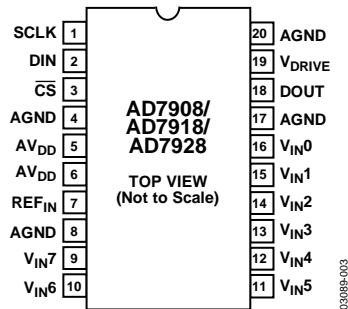 SCLK 1
DIN 2
CS 3
AGND 4
AVDD 5
AVDD 6
REFIN 7
AGND 8
VIN7 9
VIN6 10
AD7908/
AD7918/
AD7928
TOP VIEW
(Not to Scale)
20 AGND
19 VDRIVE
18 DOUT
17 AGND
16 VIN0
15 VIN1
14 VIN2
13 VIN3
12 VIN4
11 VIN5
03089-003